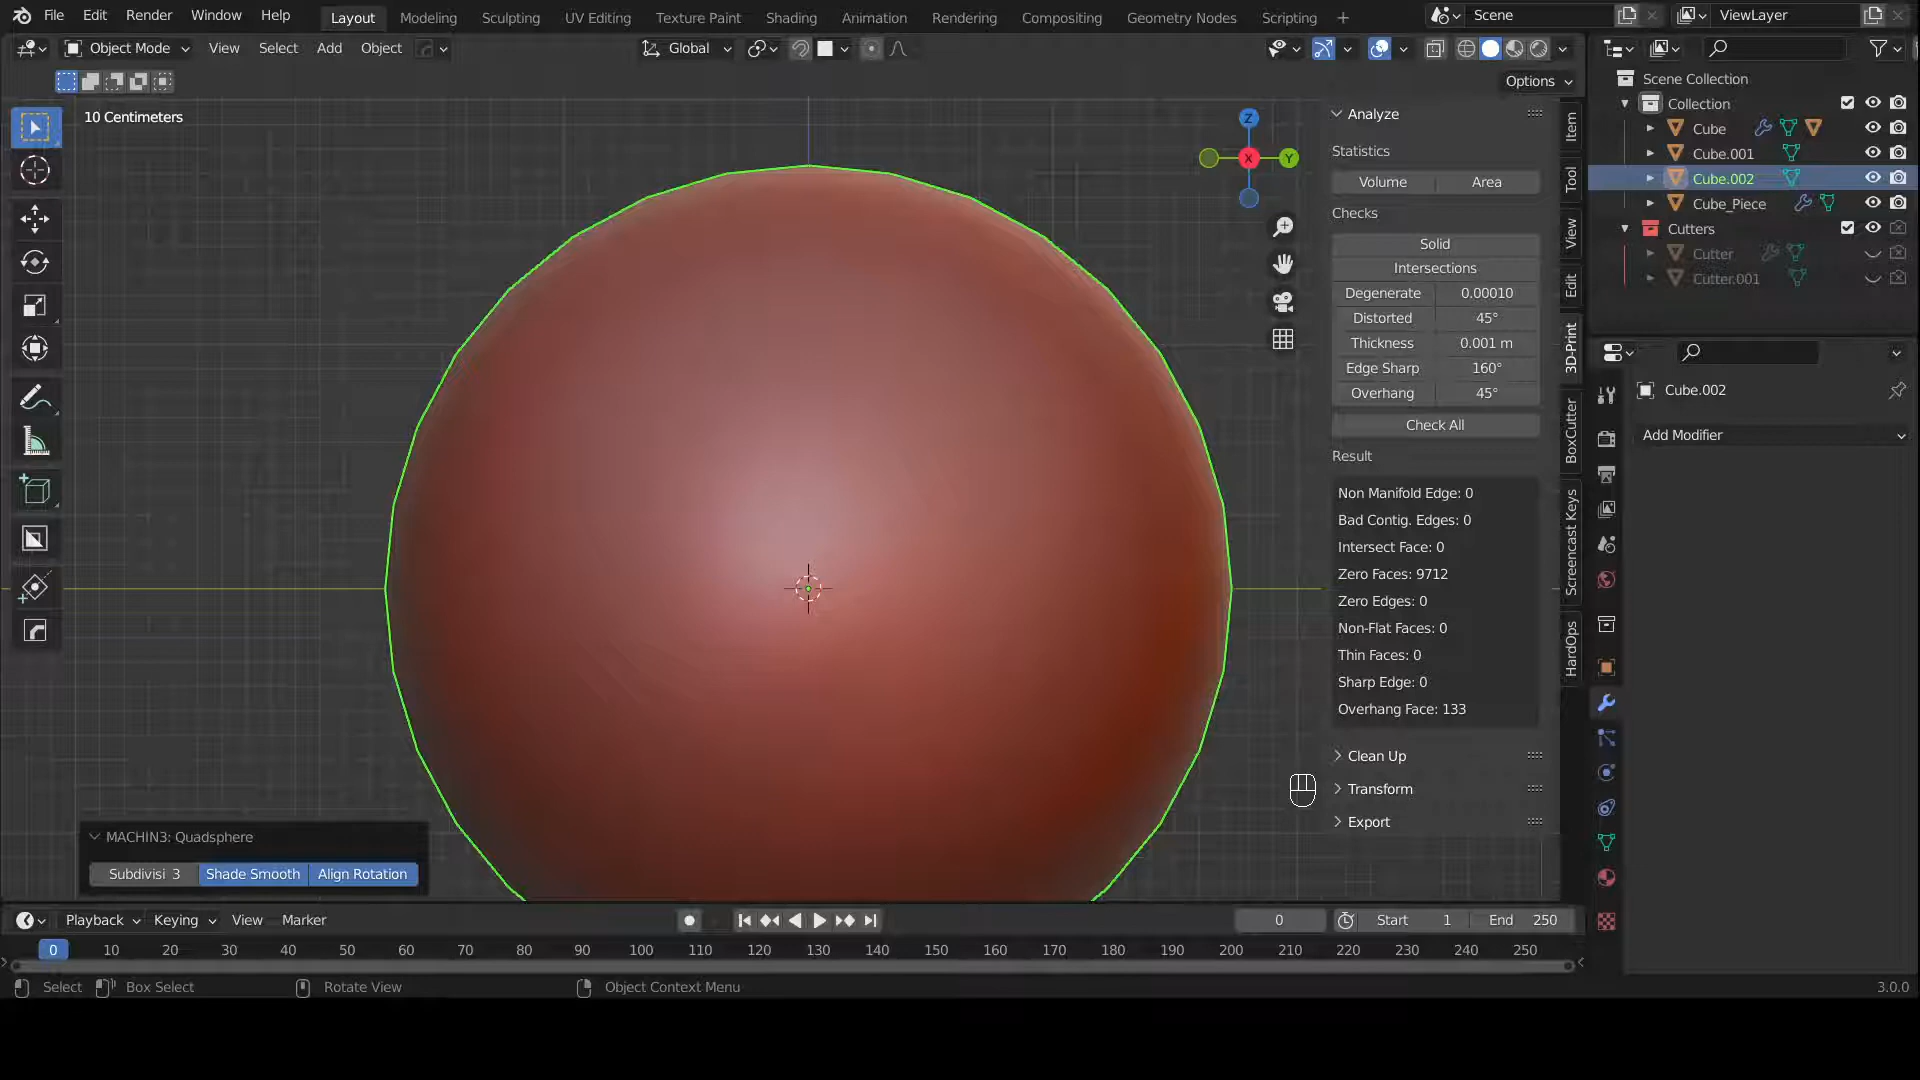 File Edit Render Window Help Layout Modeling Sculpting UV Editing Texture Paint Shading Animation Rendering Compositing Geometry Nodes Scripting + Scene ViewLayer
Object Mode View Select Add Object Global
Options
10 Centimeters
Z
X
Y
Analyze
Statistics
Volume Area
Checks
Solid
Intersections
Degenerate 0.00010
Distorted 45°
Thickness 0.001 m
Edge Sharp 160°
Overhang 45°
Check All
Result
Non Manifold Edge: 0
Bad Contig. Edges: 0
Intersect Face: 0
Zero Faces: 9712
Zero Edges: 0
Non-Flat Faces: 0
Thin Faces: 0
Sharp Edge: 0
Overhang Face: 133
Clean Up
Transform
Export
Item
Tool
View
Edit
3D-Print
BoxCutter
Screencast Keys
HardOps
Scene Collection
Collection
Cube
Cube.001
Cube.002
Cube_Piece
Cutters
Cutter
Cutter.001
Cube.002
Add Modifier
MACHIN3: Quadsphere
Subdivisi 3 Shade Smooth Align Rotation
Playback Keying View Marker 0 Start 1 End 250
0 10 20 30 40 50 60 70 80 90 100 110 120 130 140 150 160 170 180 190 200 210 220 230 240 250
Select Box Select Rotate View Object Context Menu 3.0.0